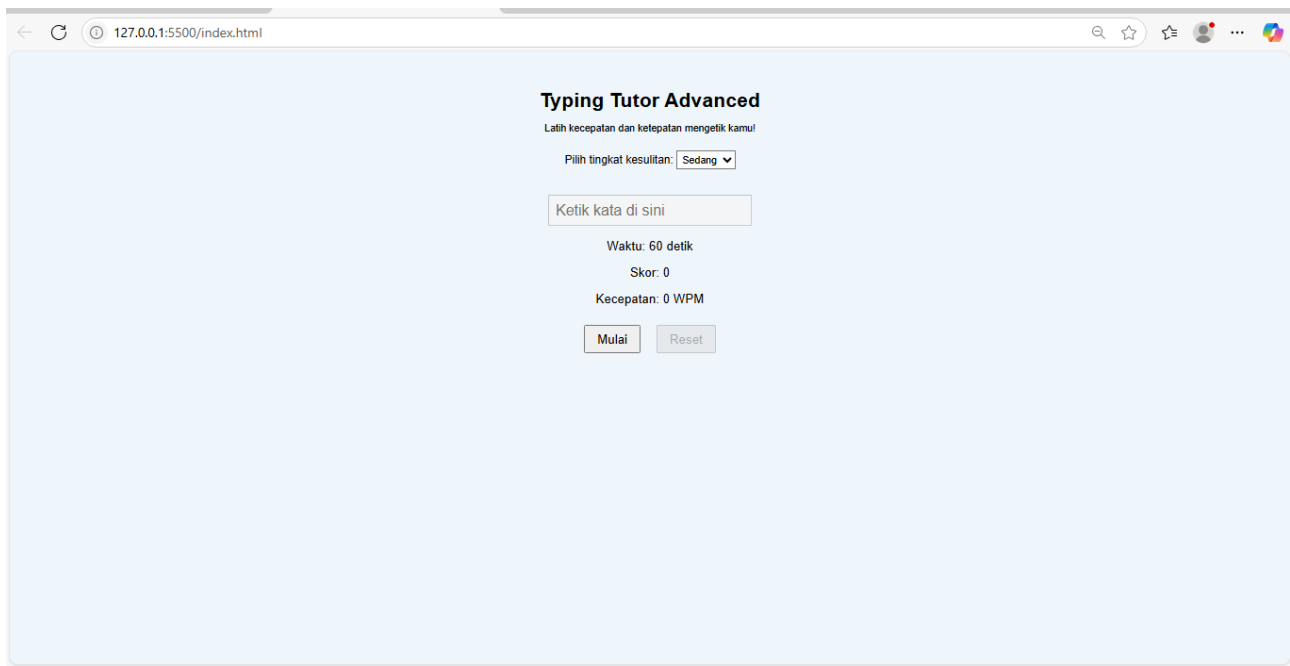 127.0.0.1:5500/index.html
Typing Tutor Advanced
Latih kecepatan dan ketepatan mengetik kamu!
Pilih tingkat kesulitan: Sedang
Ketik kata di sini
Waktu: 60 detik
Skor: 0
Kecepatan: 0 WPM
Mulai Reset